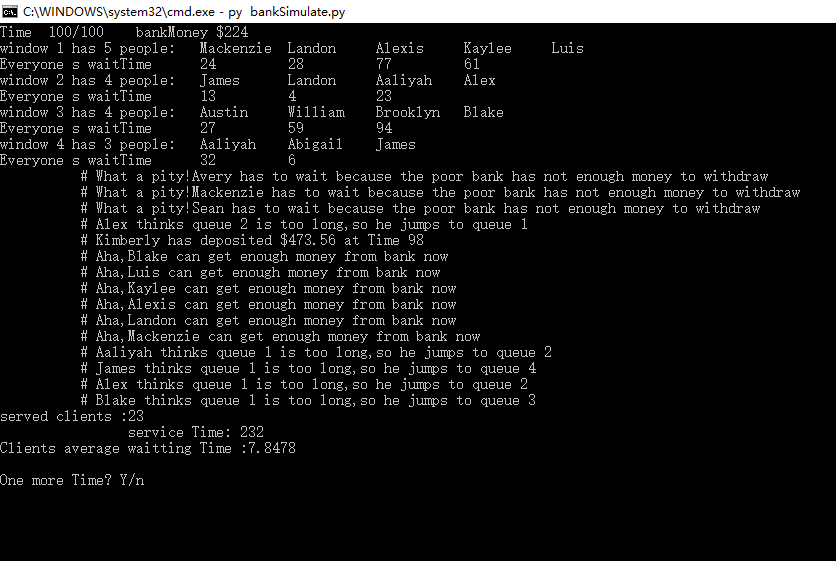 C:\WINDOWS\system32\cmd.exe - py bankSimulate.py
Time 100/100 bankMoney $224
window 1 has 5 people: Mackenzie Landon Alexis Kaylee Luis
Everyone s waitTime 24 28 77 61
window 2 has 4 people: James Landon Aaliyah Alex
Everyone s waitTime 13 4 23
window 3 has 4 people: Austin William Brooklyn Blake
Everyone s waitTime 27 59 94
window 4 has 3 people: Aaliyah Abigail James
Everyone s waitTime 32 6
# What a pity!Avery has to wait because the poor bank has not enough money to withdraw
# What a pity!Mackenzie has to wait because the poor bank has not enough money to withdraw
# What a pity!Sean has to wait because the poor bank has not enough money to withdraw
# Alex thinks queue 2 is too long,so he jumps to queue 1
# Kimberly has deposited $473.56 at Time 98
# Aha,Blake can get enough money from bank now
# Aha,Luis can get enough money from bank now
# Aha,Kaylee can get enough money from bank now
# Aha,Alexis can get enough money from bank now
# Aha,Landon can get enough money from bank now
# Aha,Mackenzie can get enough money from bank now
# Aaliyah thinks queue 1 is too long,so he jumps to queue 2
# James thinks queue 1 is too long,so he jumps to queue 4
# Alex thinks queue 1 is too long,so he jumps to queue 2
# Blake thinks queue 1 is too long,so he jumps to queue 3
served clients :23
service Time: 232
Clients average waitting Time :7.8478
One more Time? Y/n